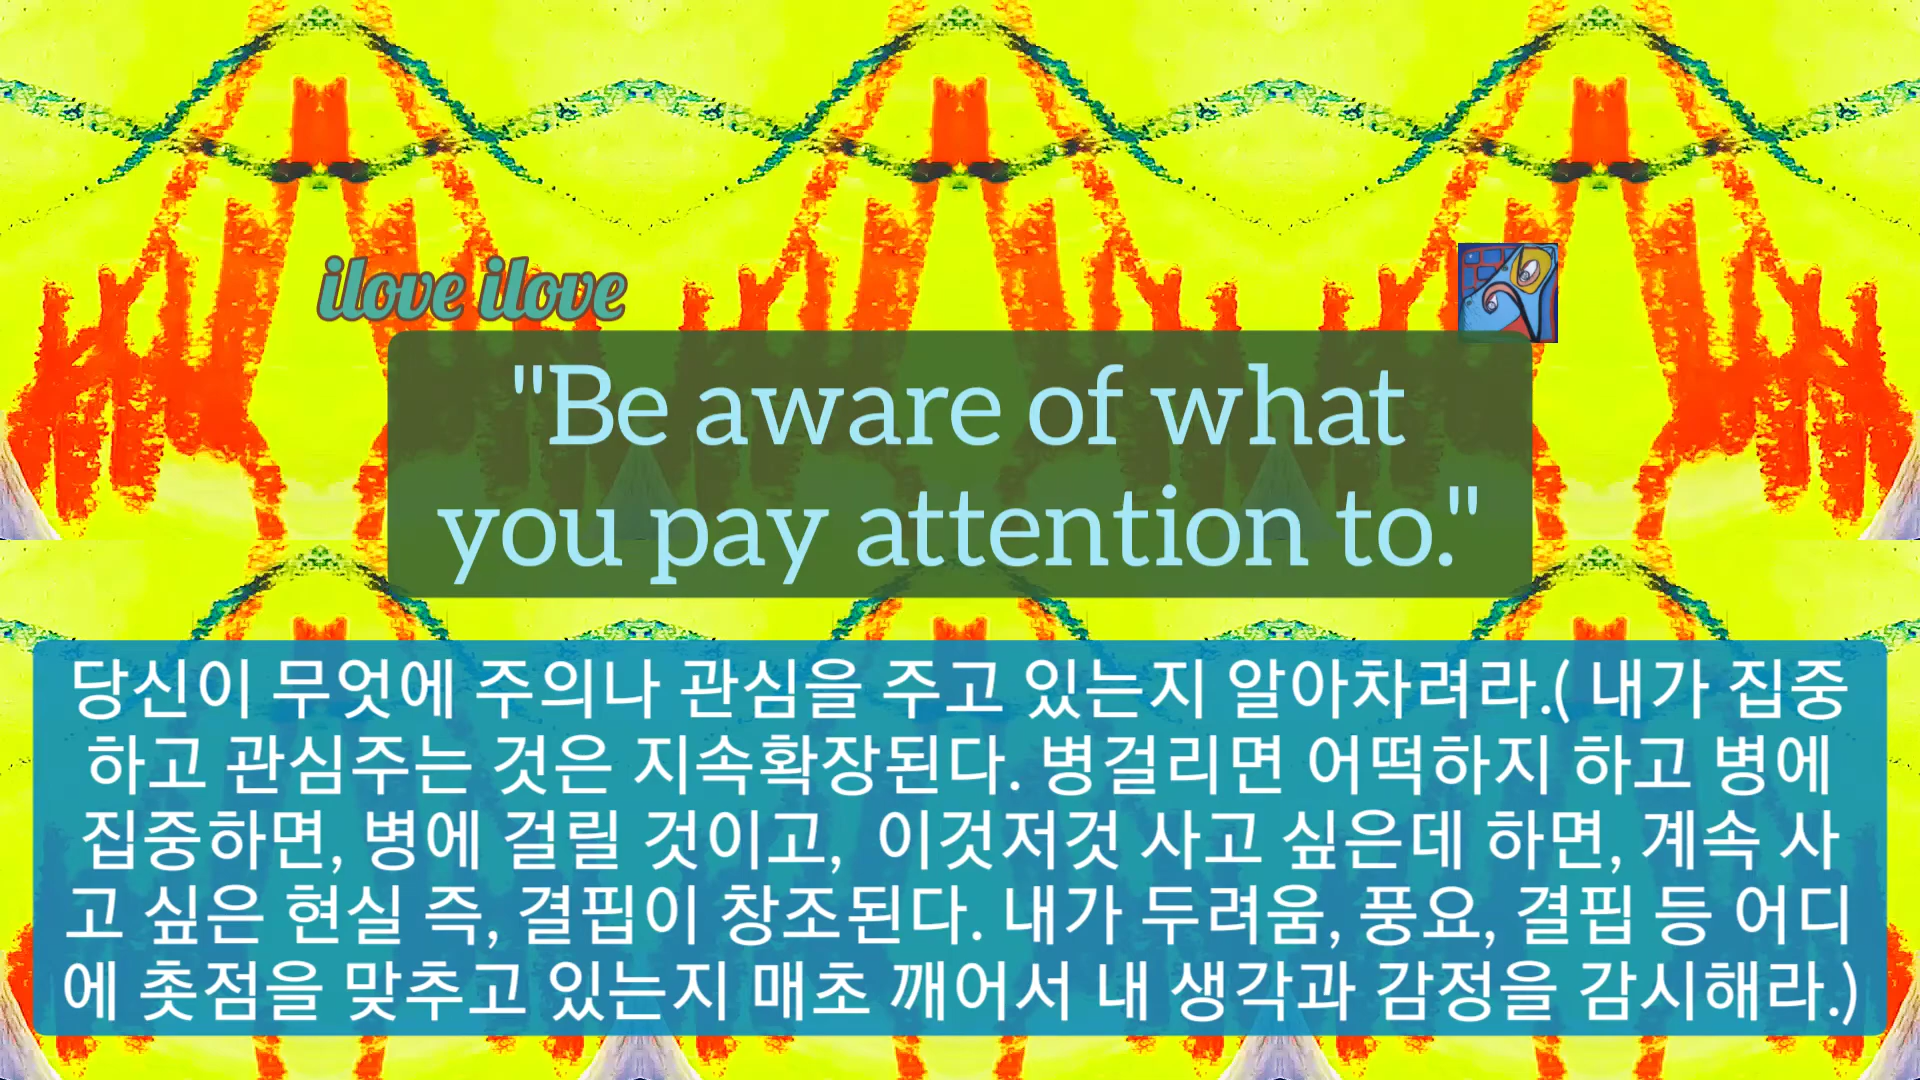 ilove ilove
"Be aware of what
you pay attention to."
당신이 무엇에 주의나 관심을 주고 있는지 알아차려라.( 내가 집중
하고 관심주는 것은 지속확장된다. 병걸리면 어떡하지 하고 병에
집중하면, 병에 걸릴 것이고,  이것저것 사고 싶은데 하면, 계속 사
고 싶은 현실 즉, 결핍이 창조된다. 내가 두려움, 풍요, 결핍 등 어디
에 촛점을 맞추고 있는지 매초 깨어서 내 생각과 감정을 감시해라.)